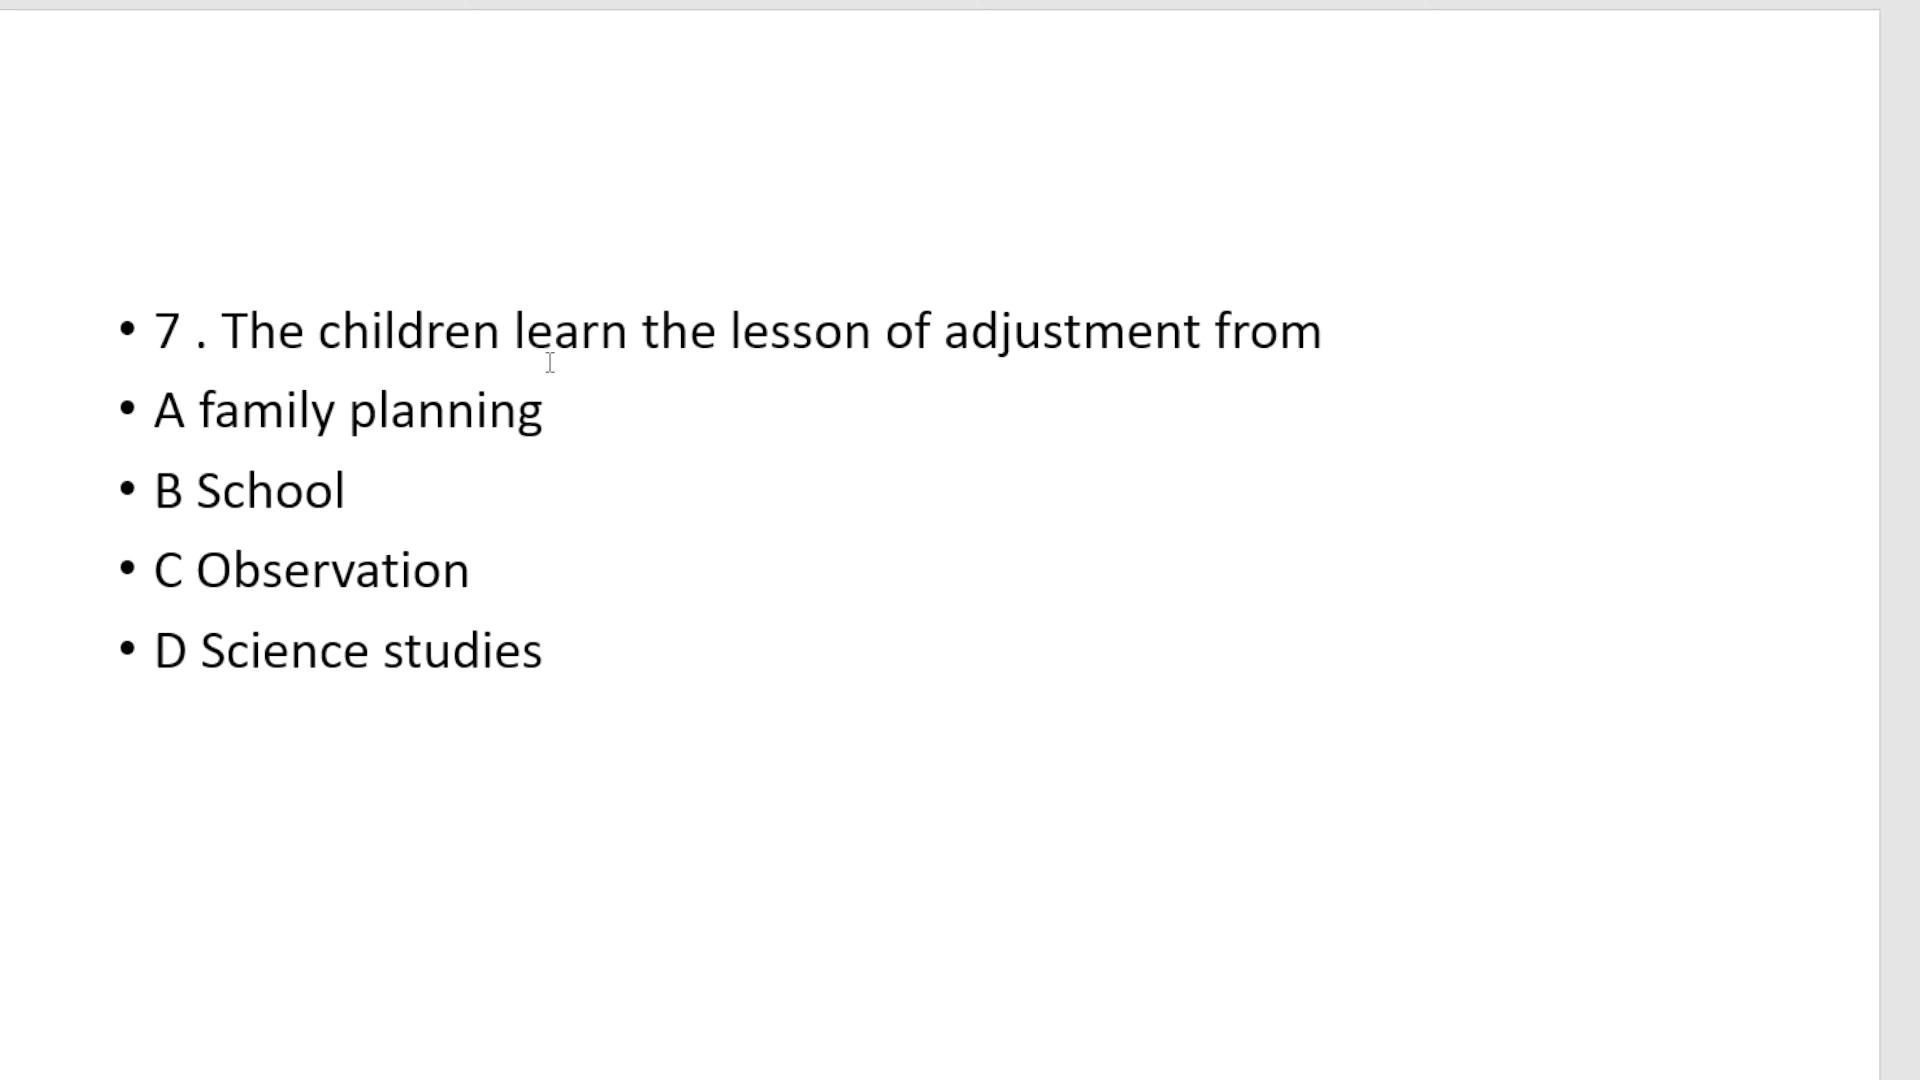 • 7 . The children learn the lesson of adjustment from
• A family planning
• B School
• C Observation
• D Science studies